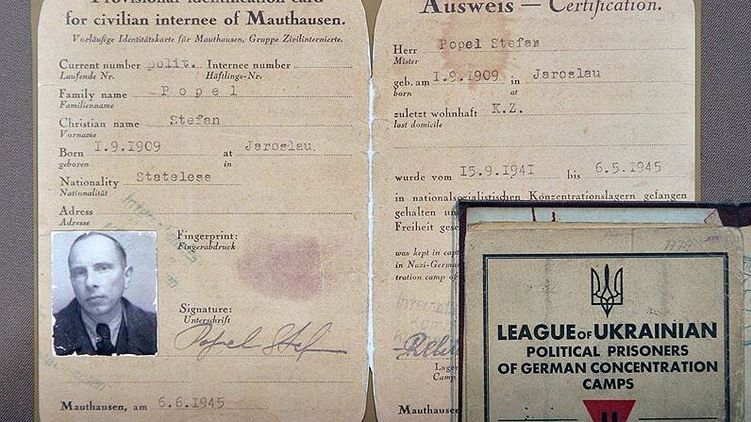 Provisional identification card
for civilian internee of Mauthausen.
Vorläufige Identitätskarte für Mauthausen, Gruppe Zivilinternierte.
Current number polit. Internee number
Laufende Nr. Häftlings-Nr.
Family name Popel
Familienname
Christian name Stefan
Vorname
Born 1.9.1909 at Jaroslau.
geboren in
Nationality Stateless
Nationalität
Adress
Adresse
Fingerprint:
Fingerabdruck
Signature:
Unterschrift
Popel Stef
Mauthausen, am 6.6.1945
Ausweis — Certification.
Herr Popel Stefan
Mister
geb. am 1.9.1909 in Jaroslau
born at
zuletzt wohnhaft K.Z.
last domicile
wurde vom 15.9.1941 bis 6.5.1945
in nationalsozialistischen Konzentrationslagern gefangen
gehalten
Freiheit
was kept in
in Nazi-German
tration camp
Lager
Camp
Mauthausen
LEAGUE OF UKRAINIAN
POLITICAL PRISONERS
OF GERMAN CONCENTRATION
CAMPS
U